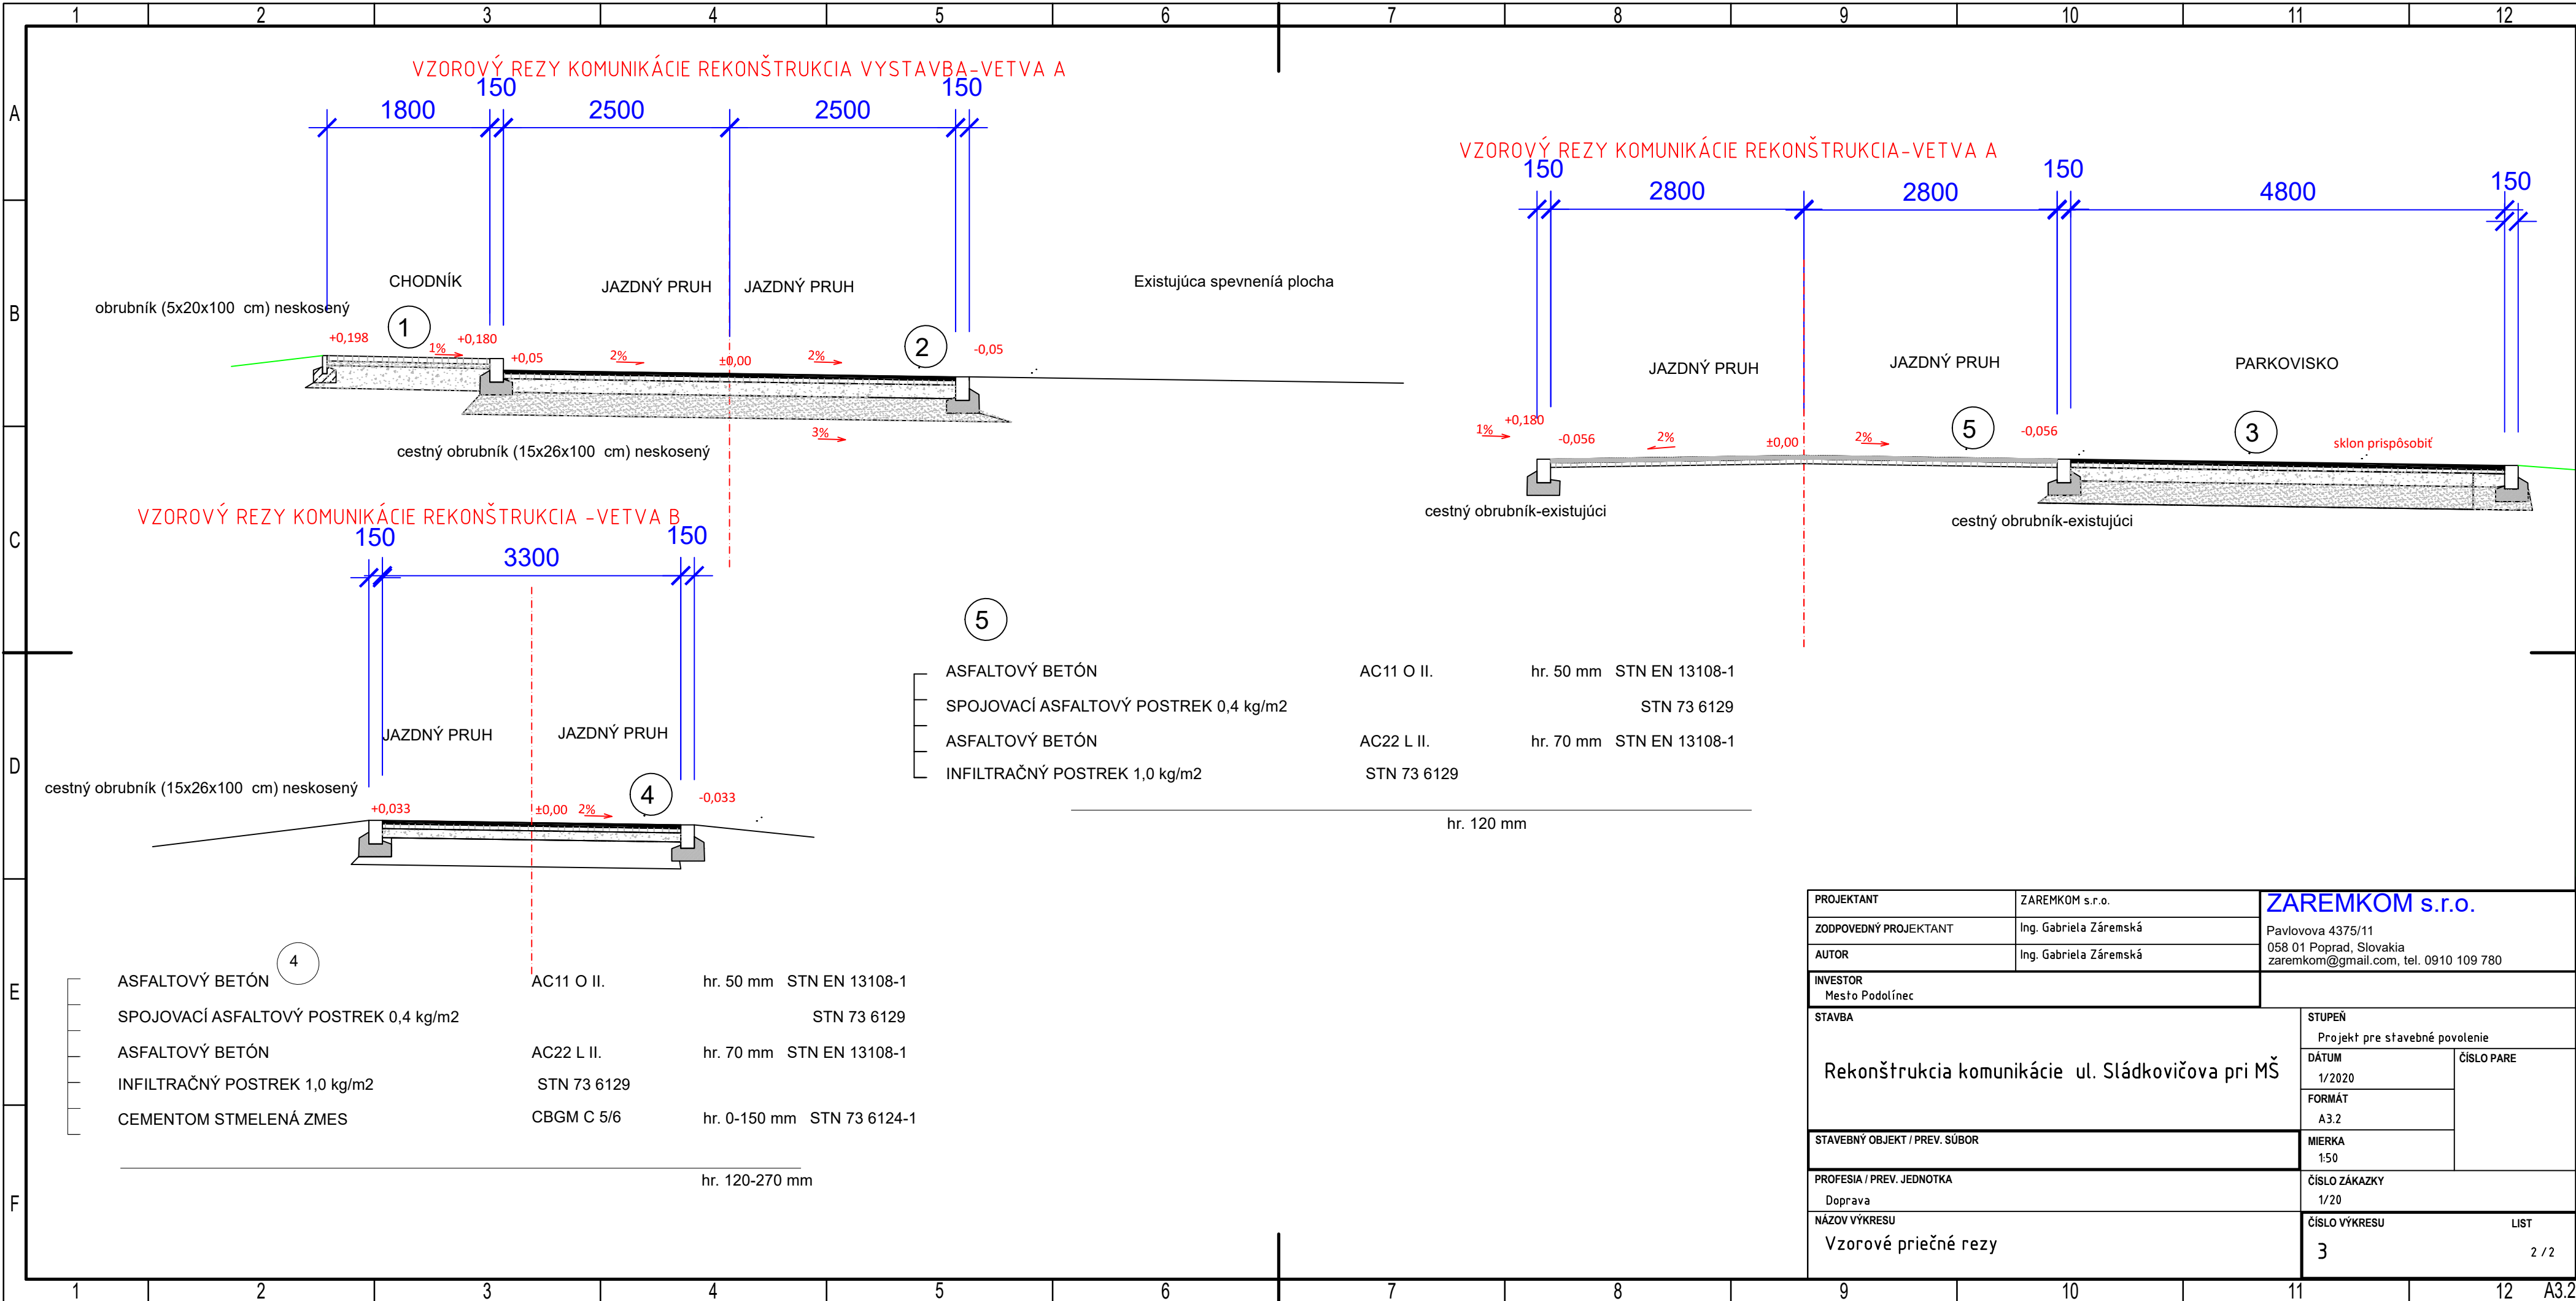 1 2 3 4 5 6 7 8 9 10 11 12
A
B
C
D
E
F
VZOROVÝ REZY KOMUNIKÁCIE REKONŠTRUKCIA VYSTAVBA-VETVA A
150 150
1800 2500 2500
CHODNÍK
JAZDNÝ PRUH JAZDNÝ PRUH
Existujúca spevneníá plocha
obrubník (5x20x100 cm) neskosený
1
2
+0,198 1% +0,180 +0,05 2% ±0,00 2% -0,05
3%
cestný obrubník (15x26x100 cm) neskosený
VZOROVÝ REZY KOMUNIKÁCIE REKONŠTRUKCIA-VETVA A
150 150 150
2800 2800 4800
JAZDNÝ PRUH JAZDNÝ PRUH PARKOVISKO
5
3
1% +0,180 -0,056 2% ±0,00 2% -0,056 sklon prispôsobiť
cestný obrubník-existujúci
cestný obrubník-existujúci
VZOROVÝ REZY KOMUNIKÁCIE REKONŠTRUKCIA -VETVA B
150 150
3300
JAZDNÝ PRUH JAZDNÝ PRUH
cestný obrubník (15x26x100 cm) neskosený
4
+0,033 ±0,00 2% -0,033
5
ASFALTOVÝ BETÓN AC11 O II. hr. 50 mm STN EN 13108-1
SPOJOVACÍ ASFALTOVÝ POSTREK 0,4 kg/m2 STN 73 6129
ASFALTOVÝ BETÓN AC22 L II. hr. 70 mm STN EN 13108-1
INFILTRAČNÝ POSTREK 1,0 kg/m2 STN 73 6129
hr. 120 mm
4
ASFALTOVÝ BETÓN AC11 O II. hr. 50 mm STN EN 13108-1
SPOJOVACÍ ASFALTOVÝ POSTREK 0,4 kg/m2 STN 73 6129
ASFALTOVÝ BETÓN AC22 L II. hr. 70 mm STN EN 13108-1
INFILTRAČNÝ POSTREK 1,0 kg/m2 STN 73 6129
CEMENTOM STMELENÁ ZMES CBGM C 5/6 hr. 0-150 mm STN 73 6124-1
hr. 120-270 mm
PROJEKTANT ZAREMKOM s.r.o.
ZODPOVEDNÝ PROJEKTANT Ing. Gabriela Záremská
AUTOR Ing. Gabriela Záremská
ZAREMKOM s.r.o.
Pavlovova 4375/11
058 01 Poprad, Slovakia
zaremkom@gmail.com, tel. 0910 109 780
INVESTOR
Mesto Podolínec
STAVBA
Rekonštrukcia komunikácie ul. Sládkovičova pri MŠ
STUPEŇ
Projekt pre stavebné povolenie
DÁTUM
1/2020
ČÍSLO PARE
FORMÁT
A3.2
STAVEBNÝ OBJEKT / PREV. SÚBOR
MIERKA
1:50
PROFESIA / PREV. JEDNOTKA
Doprava
ČÍSLO ZÁKAZKY
1/20
NÁZOV VÝKRESU
Vzorové priečné rezy
ČÍSLO VÝKRESU
3
LIST
2 / 2
1 2 3 4 5 6 7 8 9 10 11 12 A3.2